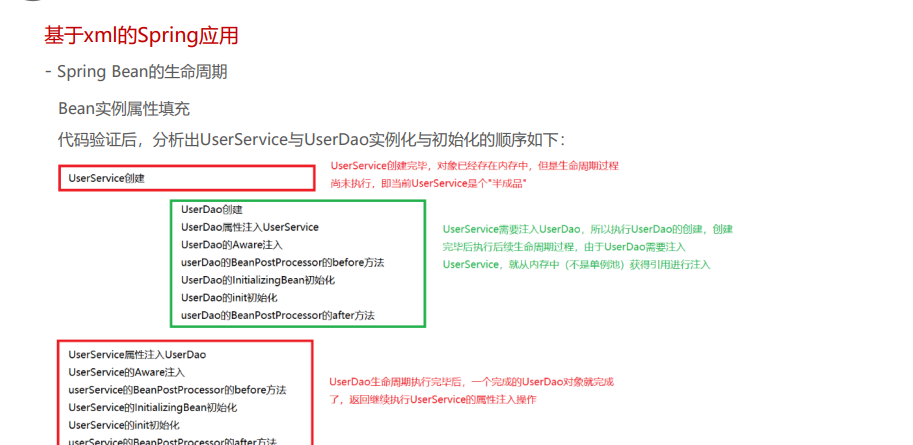 基于xml的Spring应用
- Spring Bean的生命周期
Bean实例属性填充
代码验证后，分析出UserService与UserDao实例化与初始化的顺序如下：
UserService创建
UserService创建完毕，对象已经存在内存中，但是生命周期过程
尚未执行，即当前UserService是个"半成品"
UserDao创建
UserDao属性注入UserService
UserDao的Aware注入
userDao的BeanPostProcessor的before方法
UserDao的InitializingBean初始化
UserDao的init初始化
userDao的BeanPostProcessor的after方法
UserService需要注入UserDao，所以执行UserDao的创建，创建
完毕后执行后续生命周期过程，由于UserDao需要注入
UserService，就从内存中（不是单例池）获得引用进行注入
UserService属性注入UserDao
UserService的Aware注入
userService的BeanPostProcessor的before方法
UserService的InitializingBean初始化
UserService的init初始化
userService的BeanPostProcessor的after方法
UserDao生命周期执行完毕后，一个完成的UserDao对象就完成
了，返回继续执行UserService的属性注入操作